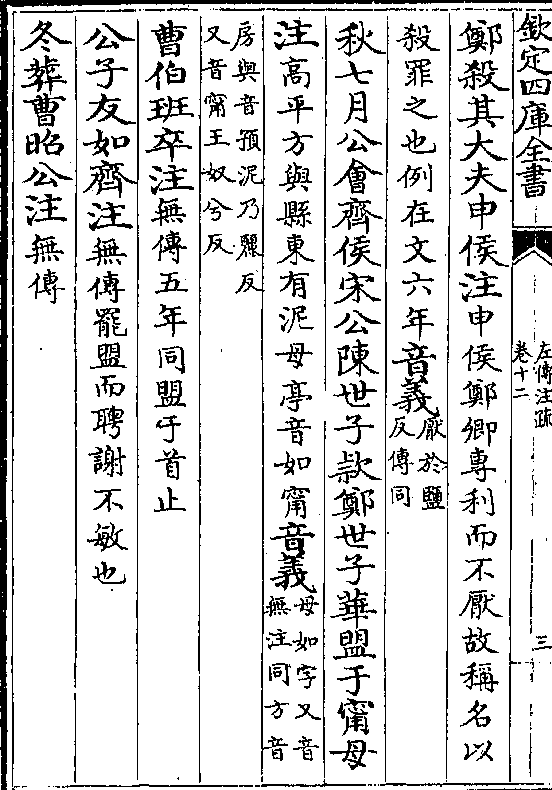 欽定四庫全書
左傳注疏
卷十二
三
鄭殺其大夫申侯注申侯鄭卿專利而不厭故稱名以
殺罪之也例在文六年音義厭於鹽
反傳同
秋七月公會齊侯宋公陳世子款鄭世子華盟于甯母
注高平方與縣東有泥母亭音如甯音義母如字又音
無注同方音
房與音預泥乃麗反
又音甯王奴兮反
曹伯班卒注無傳五年同盟于首止
公子友如齊注無傳罷盟而聘謝不敏也
冬葬曹昭公注無傳